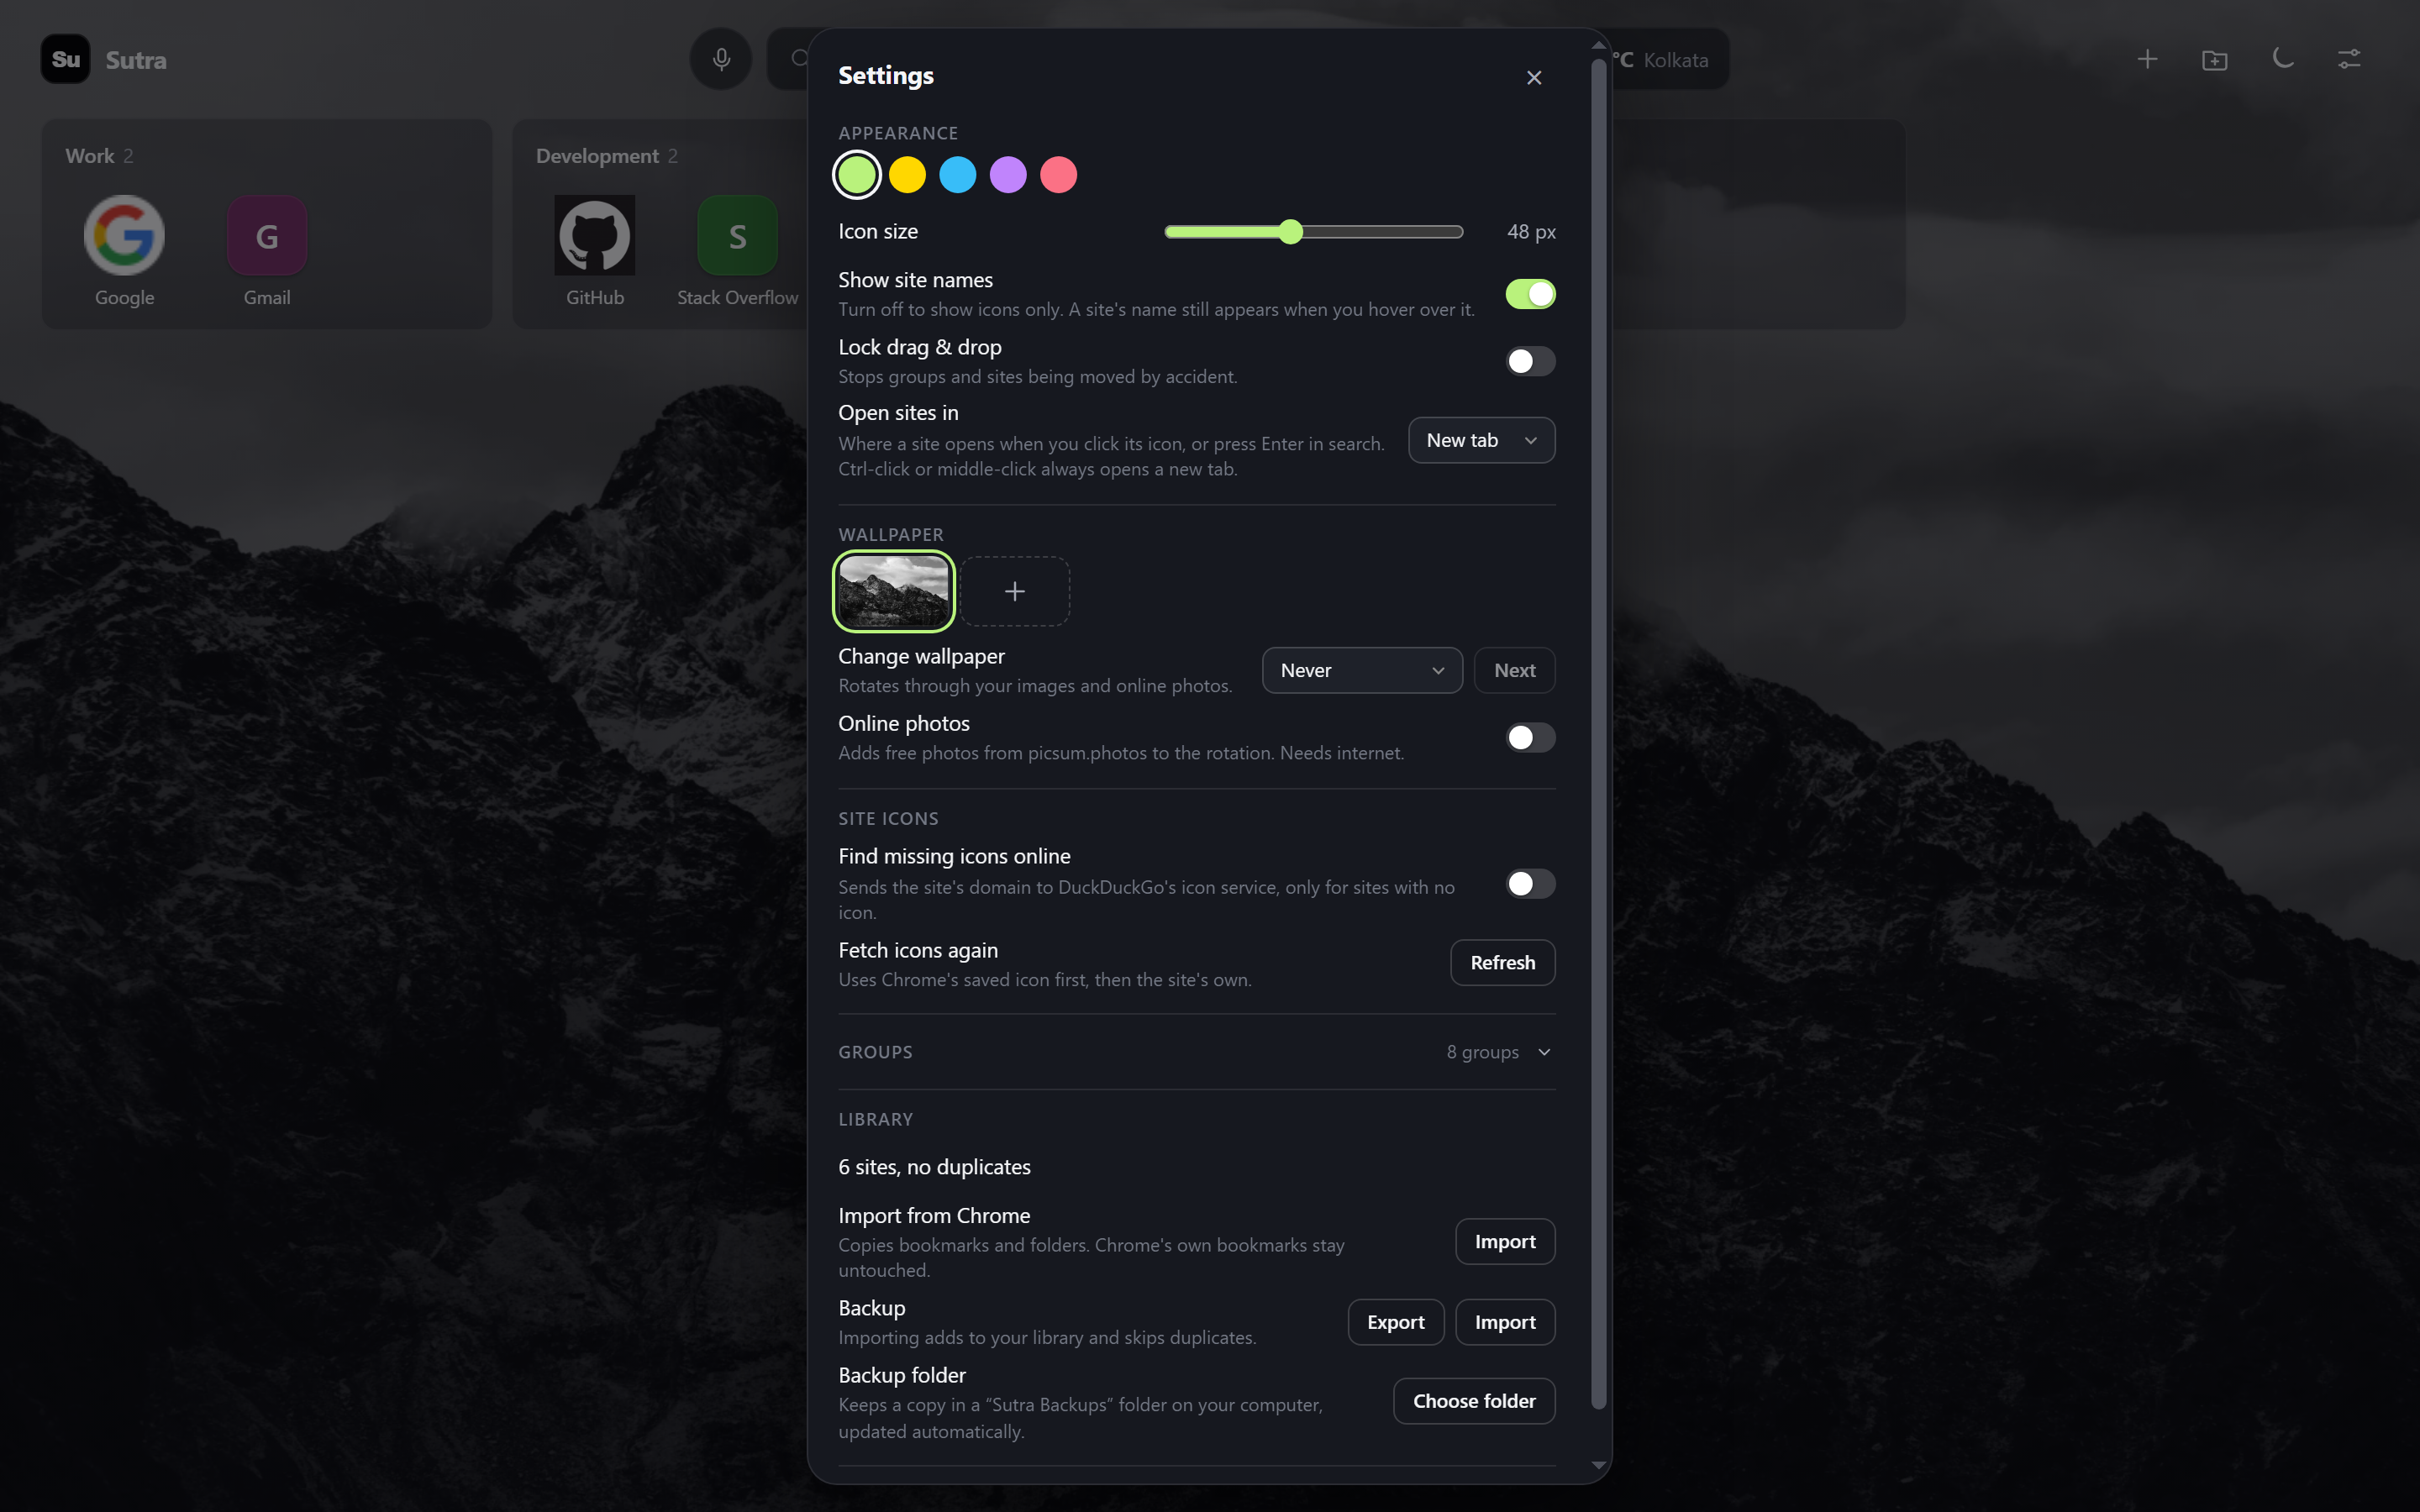 Su Sutra
°C Kolkata
Work 2
Google
G
Gmail
Development 2
GitHub
S
Stack Overflow
Settings
APPEARANCE
Icon size
48 px
Show site names
Turn off to show icons only. A site's name still appears when you hover over it.
Lock drag & drop
Stops groups and sites being moved by accident.
Open sites in
Where a site opens when you click its icon, or press Enter in search.
Ctrl-click or middle-click always opens a new tab.
New tab
WALLPAPER
Change wallpaper
Rotates through your images and online photos.
Never
Next
Online photos
Adds free photos from picsum.photos to the rotation. Needs internet.
SITE ICONS
Find missing icons online
Sends the site's domain to DuckDuckGo's icon service, only for sites with no
icon.
Fetch icons again
Uses Chrome's saved icon first, then the site's own.
Refresh
GROUPS
8 groups
LIBRARY
6 sites, no duplicates
Import from Chrome
Copies bookmarks and folders. Chrome's own bookmarks stay
untouched.
Import
Backup
Importing adds to your library and skips duplicates.
Export
Import
Backup folder
Keeps a copy in a “Sutra Backups” folder on your computer,
updated automatically.
Choose folder